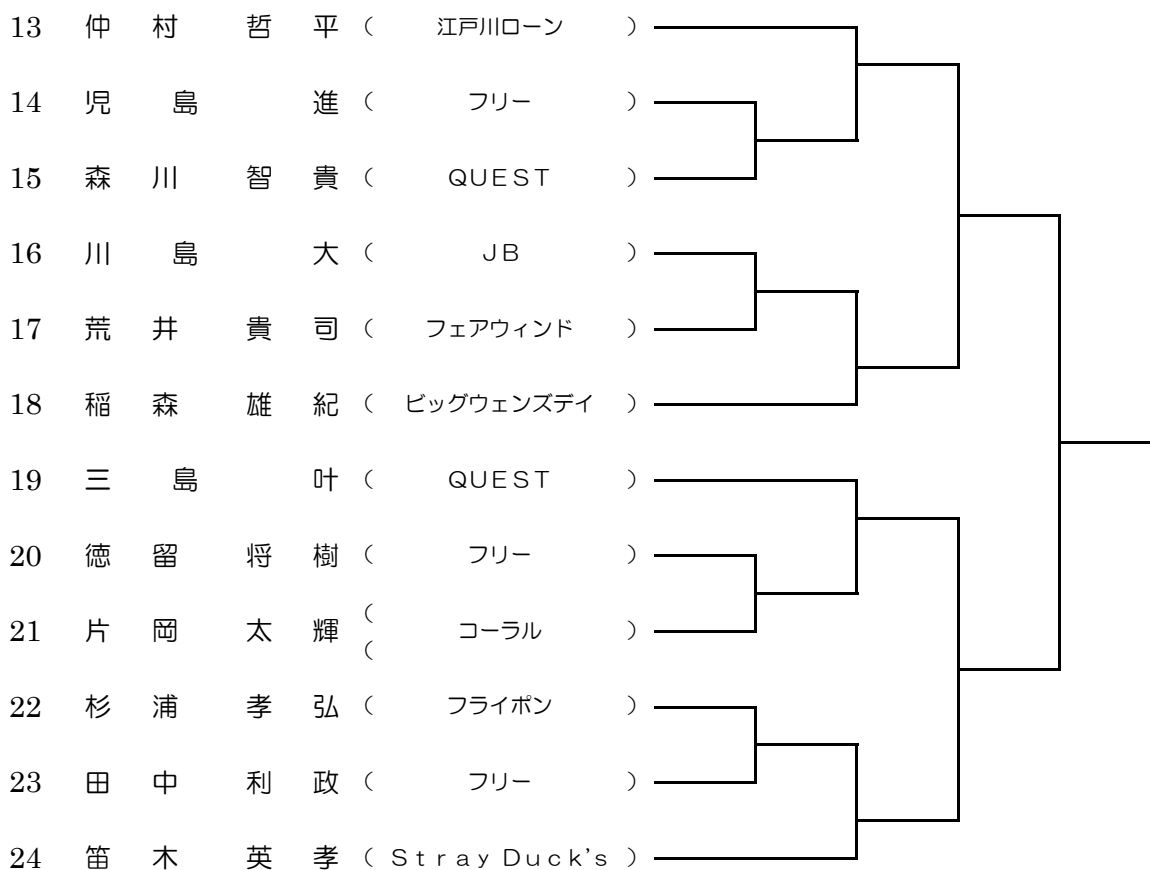 13 仲村 哲平 ( 江戸川ローン )
14 児島 進 ( フリー )
15 森川 智貴 ( QUEST )
16 川島 大 ( JB )
17 荒井 貴司 ( フェアウィンド )
18 稲森 雄紀 ( ビッグウェンズデイ )
19 三島 叶 ( QUEST )
20 徳留 将樹 ( フリー )
21 片岡 太輝 ( ( コーラル )
22 杉浦 孝弘 ( フライポン )
23 田中 利政 ( フリー )
24 笛木 英孝 ( Stray Duck's )